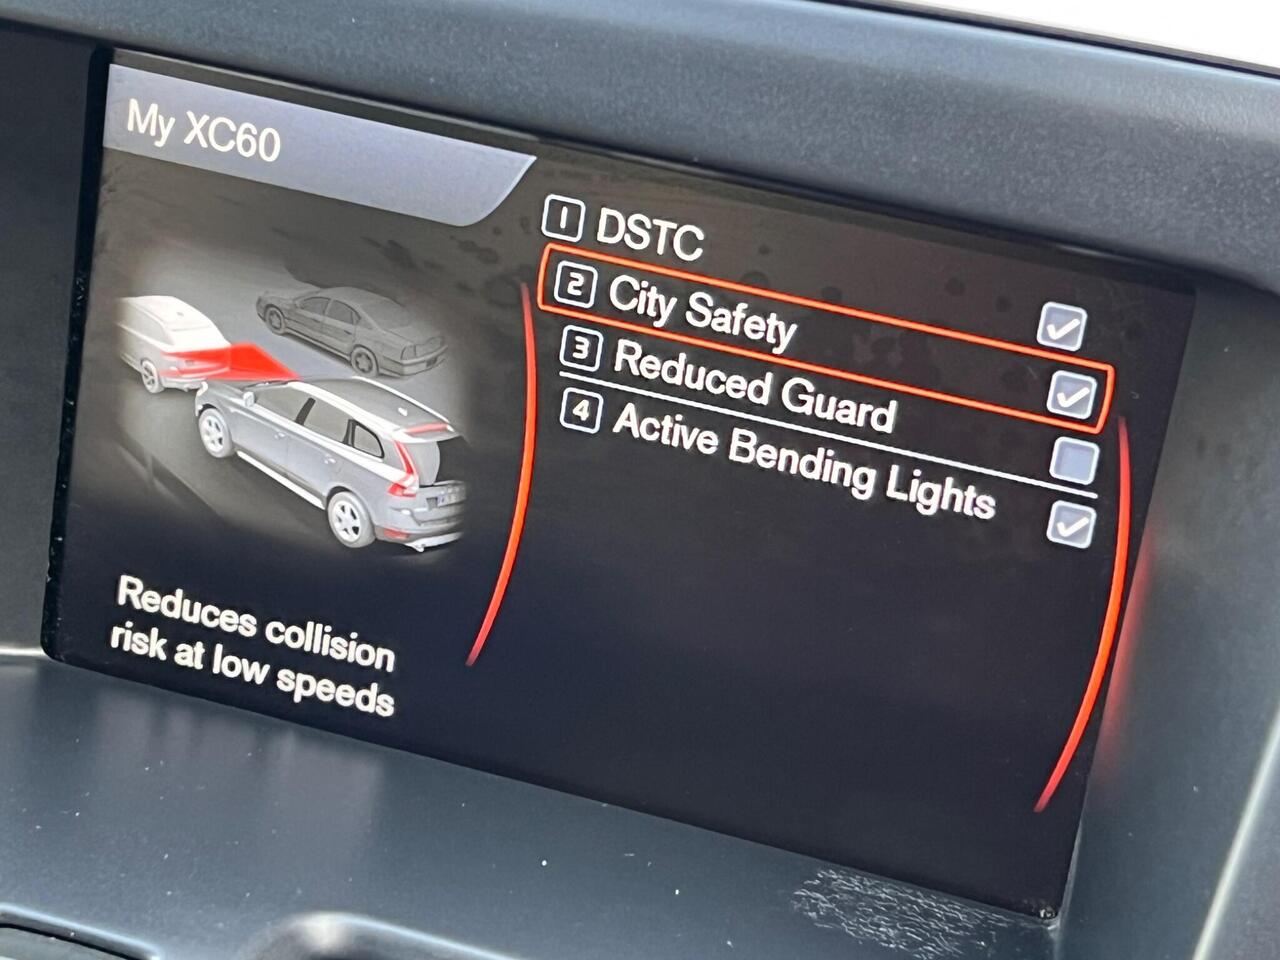 My XC60
1 DSTC
2 City Safety
3 Reduced Guard
4 Active Bending Lights
Reduces collision
risk at low speeds